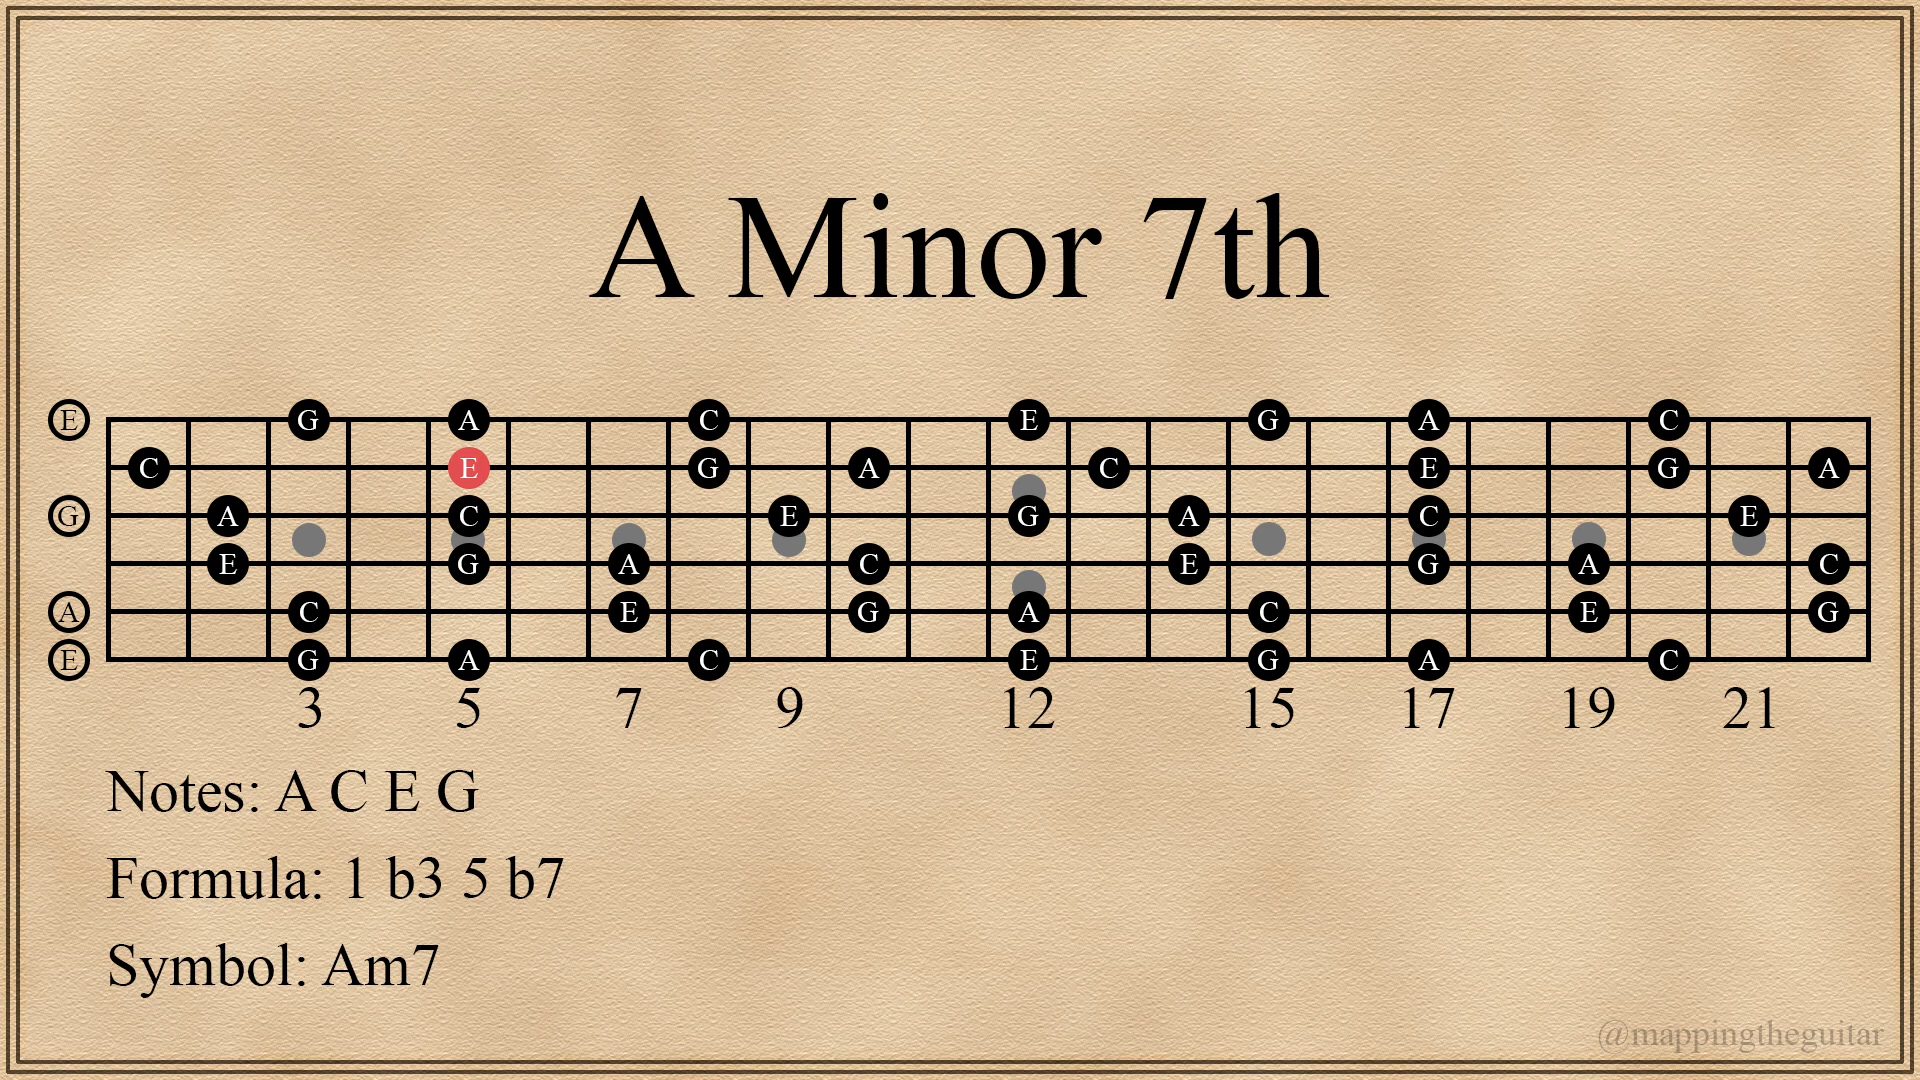 A Minor 7th
E G A C E G A C
C E G A C E G A
G A C E G A C E
E G A C E G A C
A C E G A C E G
E G A C E G A C
3 5 7 9 12 15 17 19 21
Notes: A C E G
Formula: 1 b3 5 b7
Symbol: Am7
@mappingtheguitar